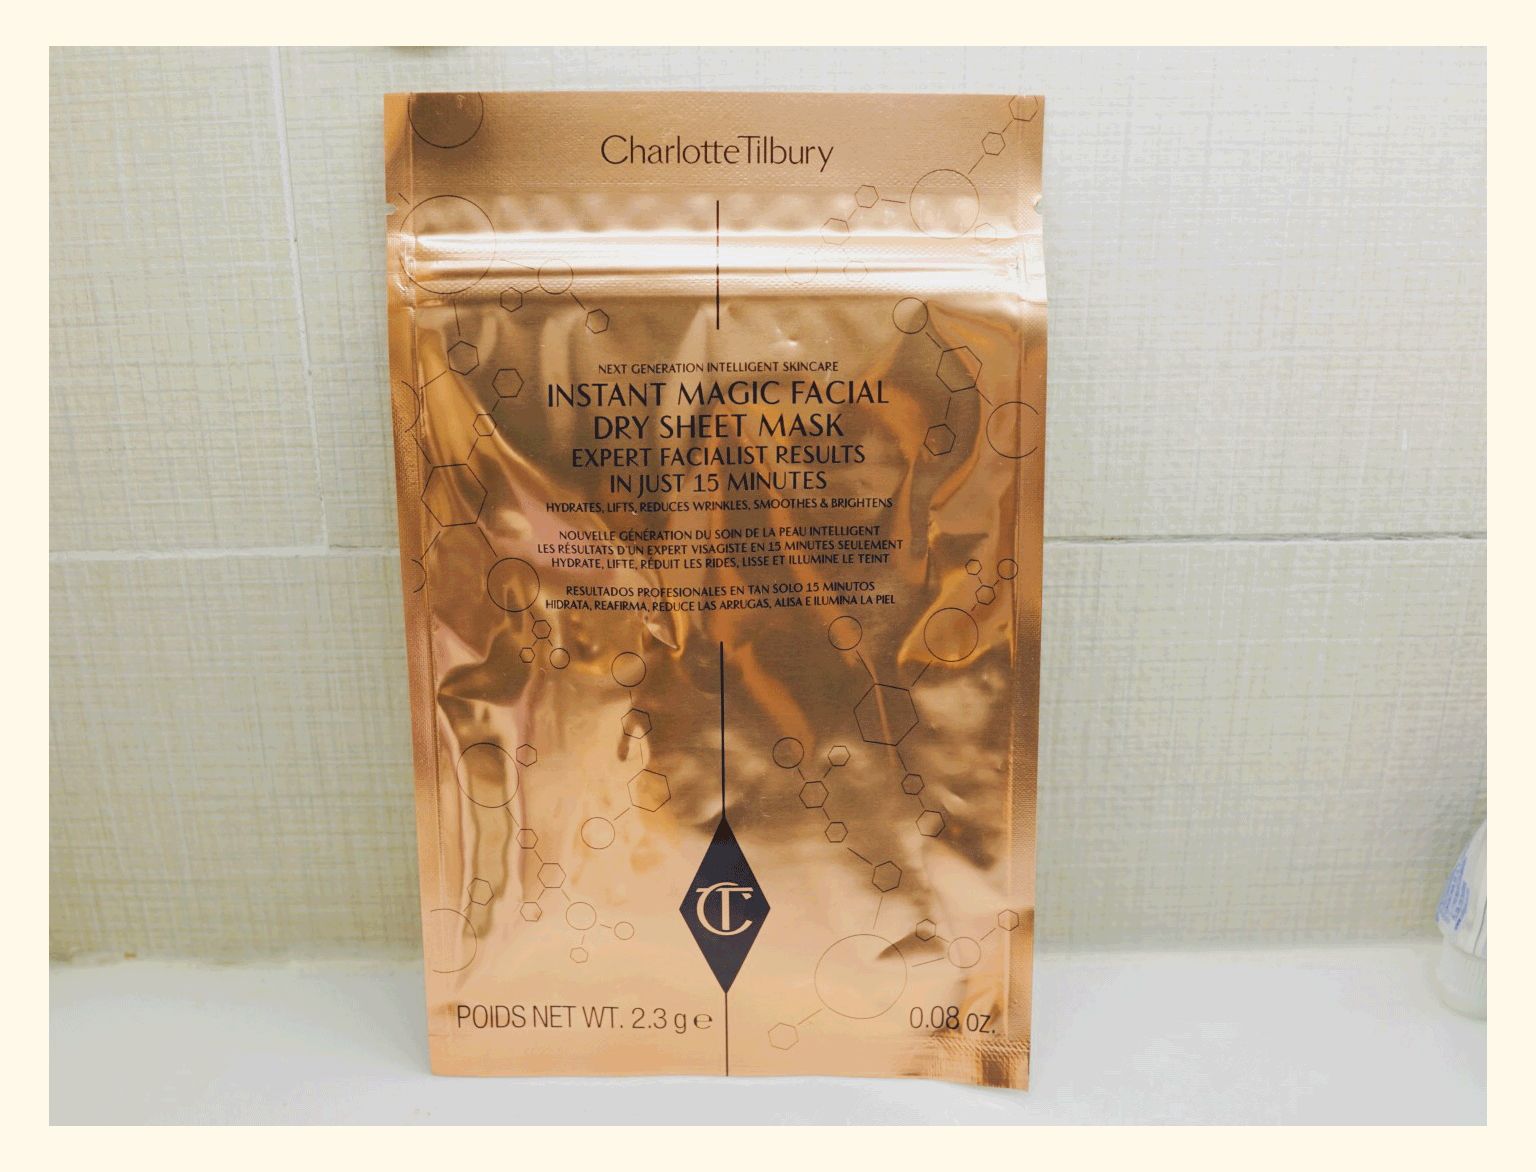 CharlotteTilbury
NEXT GENERATION INTELLIGENT SKINCARE
INSTANT MAGIC FACIAL
DRY SHEET MASK
EXPERT FACIALIST RESULTS
IN JUST 15 MINUTES
HYDRATES, LIFTS, REDUCES WRINKLES, SMOOTHES & BRIGHTENS
NOUVELLE GÉNÉRATION DU SOIN DE LA PEAU INTELLIGENT
LES RÉSULTATS D'UN EXPERT VISAGISTE EN 15 MINUTES SEULEMENT
HYDRATE, LIFTE, RÉDUIT LES RIDES, LISSE ET ILLUMINE LE TEINT
RESULTADOS PROFESIONALES EN TAN SOLO 15 MINUTOS
HIDRATA, REAFIRMA, REDUCE LAS ARRUGAS, ALISA E ILUMINA LA PIEL
CT
POIDS NET WT. 2.3 g ℮ 0.08 OZ.